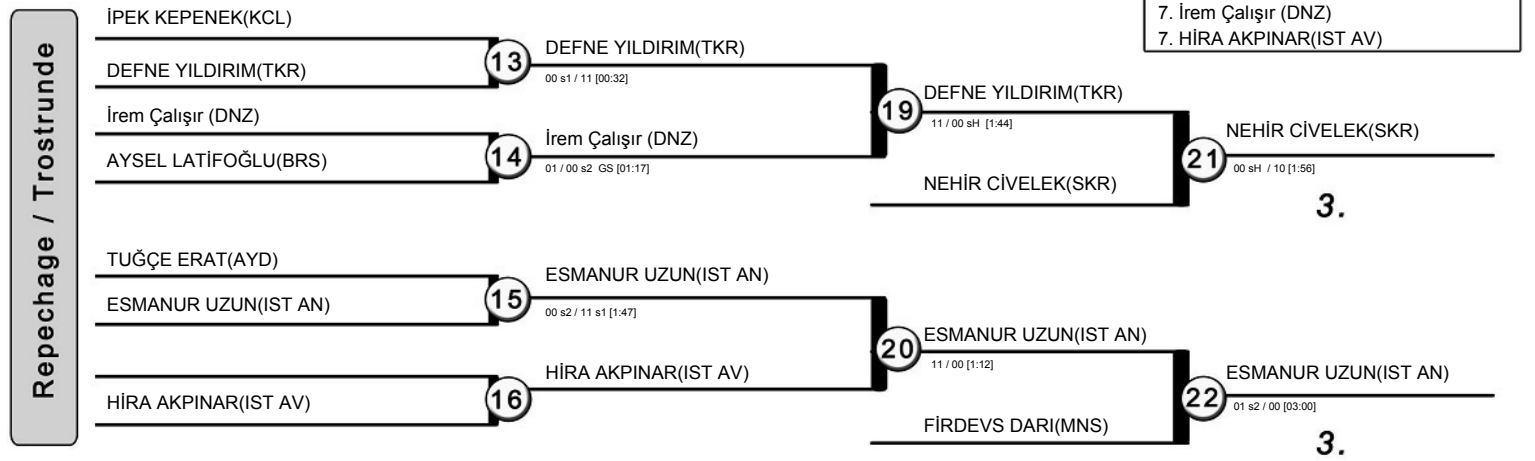 7. İrem Çalışır (DNZ)
7. HİRA AKPINAR(IST AV)
Repechage / Trostrunde
İPEK KEPENEK(KCL)
DEFNE YILDIRIM(TKR)
13
DEFNE YILDIRIM(TKR)
00 s1 / 11 [00:32]
İrem Çalışır (DNZ)
AYSEL LATİFOĞLU(BRS)
14
İrem Çalışır (DNZ)
01 / 00 s2 GS [01:17]
19
DEFNE YILDIRIM(TKR)
11 / 00 sH [1:44]
NEHİR CİVELEK(SKR)
21
NEHİR CİVELEK(SKR)
00 sH / 10 [1:56]
3.
TUĞÇE ERAT(AYD)
ESMANUR UZUN(IST AN)
15
ESMANUR UZUN(IST AN)
00 s2 / 11 s1 [1:47]
HİRA AKPINAR(IST AV)
16
HİRA AKPINAR(IST AV)
20
ESMANUR UZUN(IST AN)
11 / 00 [1:12]
FİRDEVS DARI(MNS)
22
ESMANUR UZUN(IST AN)
01 s2 / 00 [03:00]
3.